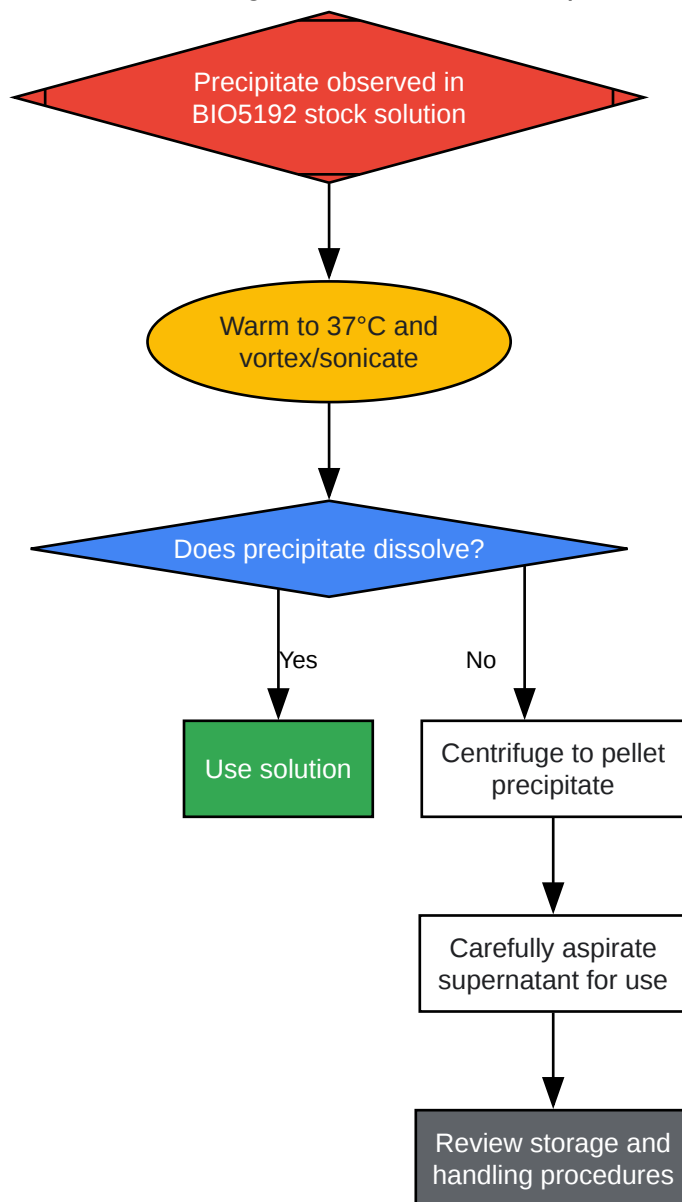 Precipitate observed in
BIO5192 stock solution
Warm to 37°C and
vortex/sonicate
Does precipitate dissolve?
Yes
No
Use solution
Centrifuge to pellet
precipitate
Carefully aspirate
supernatant for use
Review storage and
handling procedures